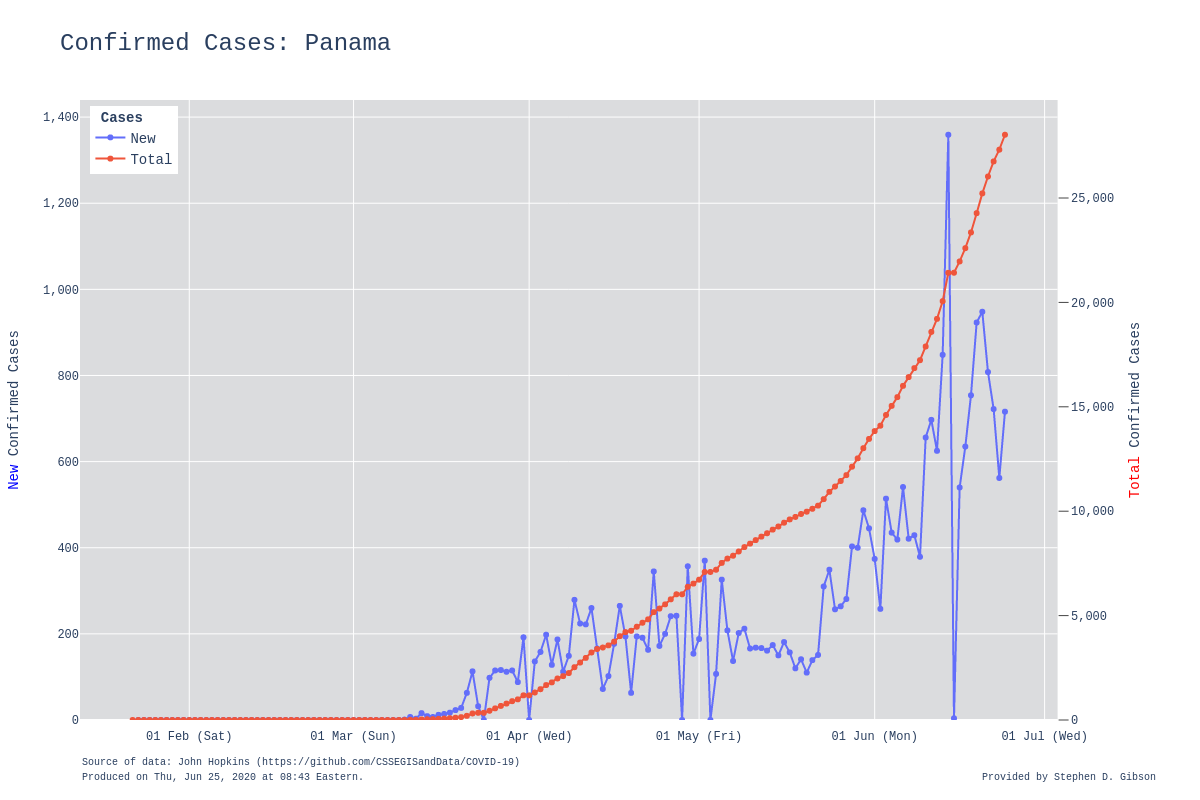 Confirmed Cases: Panama
Cases
New
Total
1,400
1,200
1,000
800
600
400
200
0
New Confirmed Cases
25,000
20,000
15,000
10,000
5,000
0
Total Confirmed Cases
01 Feb (Sat) 01 Mar (Sun) 01 Apr (Wed) 01 May (Fri) 01 Jun (Mon) 01 Jul (Wed)
Source of data: John Hopkins (https://github.com/CSSEGISandData/COVID-19)
Produced on Thu, Jun 25, 2020 at 08:43 Eastern.
Provided by Stephen D. Gibson